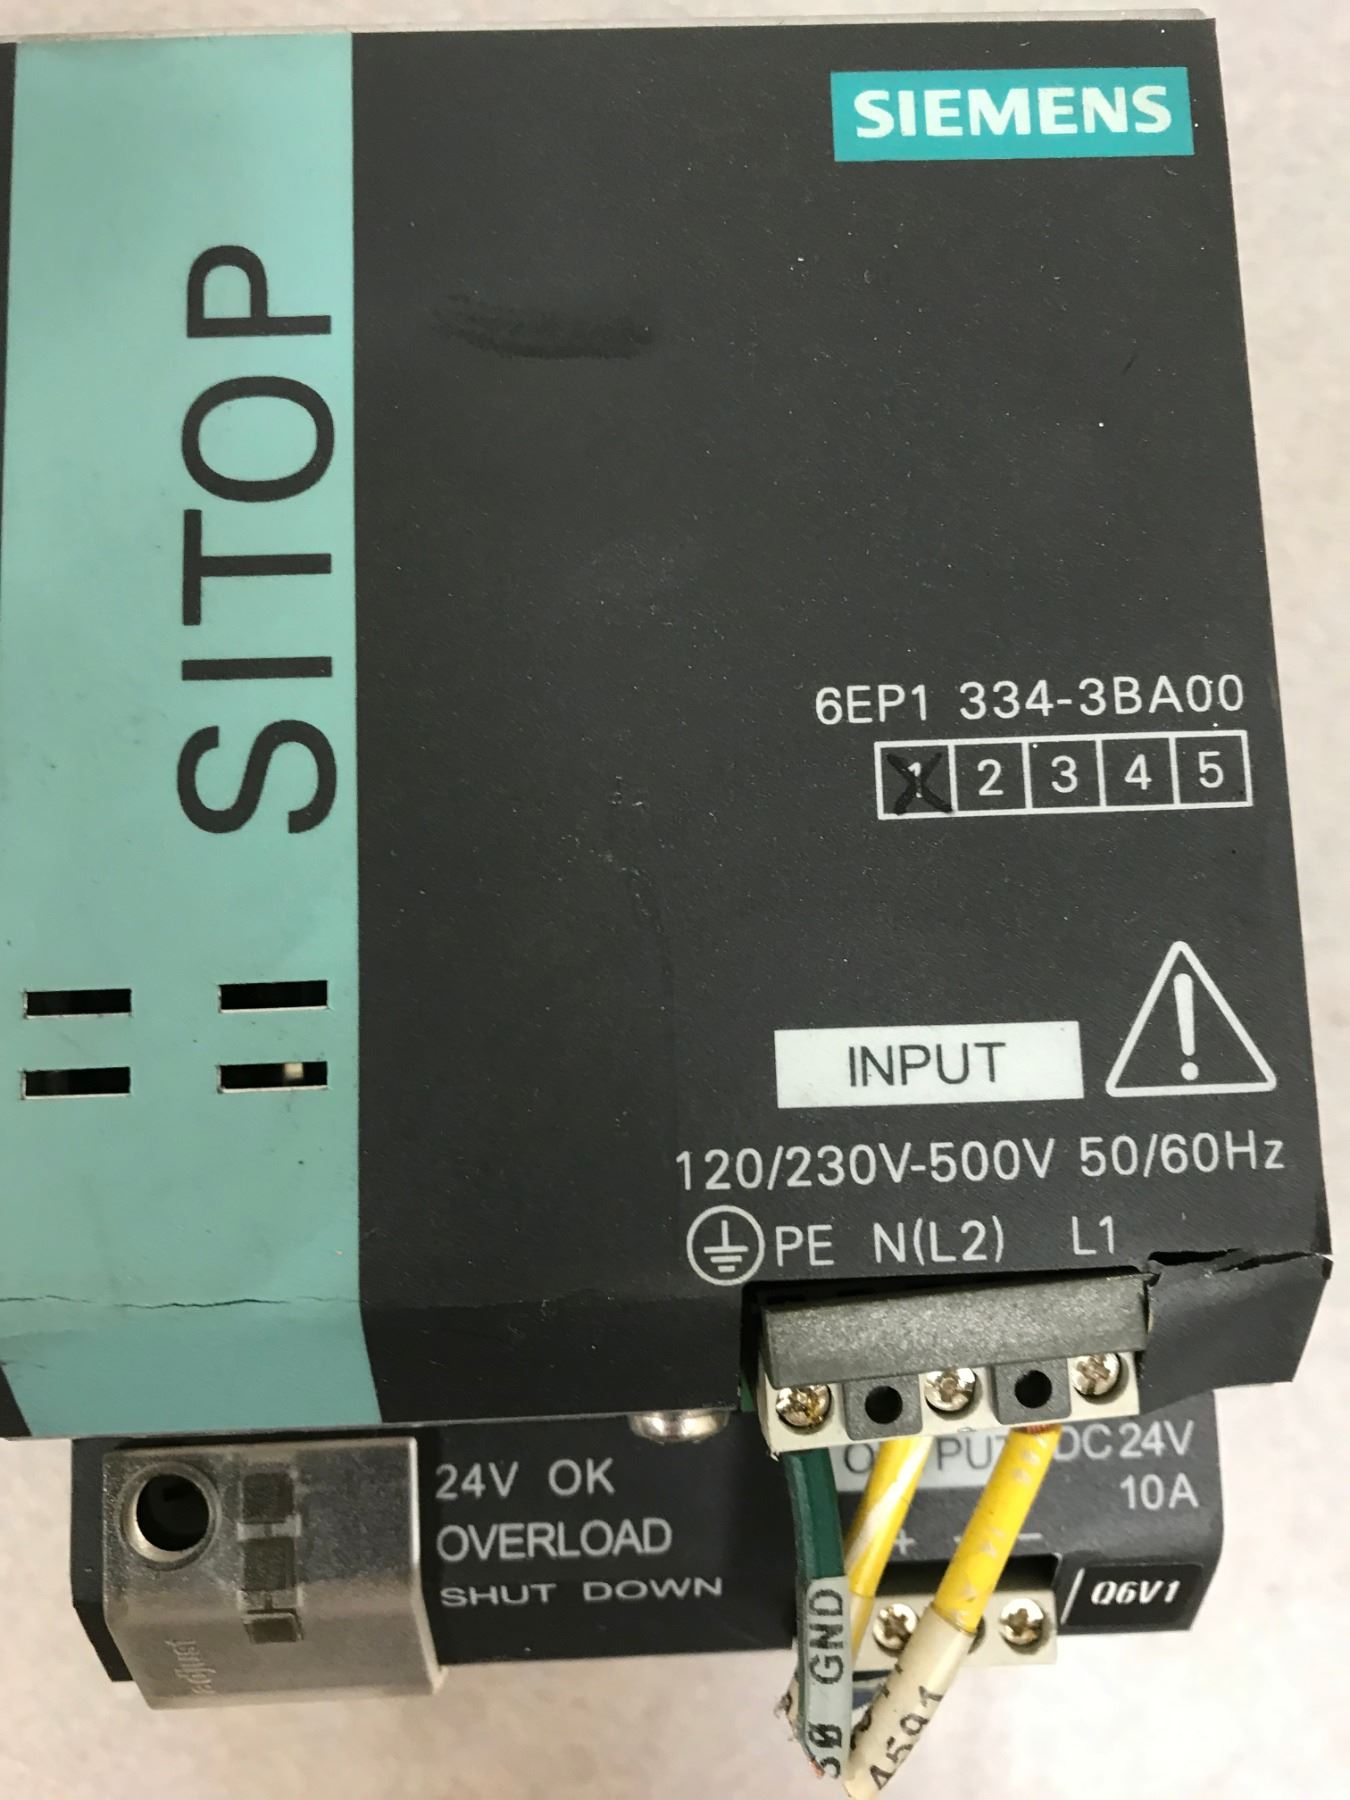 SIEMENS
SITOP
6EP1 334-3BA00
1 2 3 4 5
INPUT
120/230V-500V 50/60Hz
PE N(L2) L1
DC 24V
10A
24V OK
OVERLOAD
SHUT DOWN
+ -
Q6V1
GND
4591